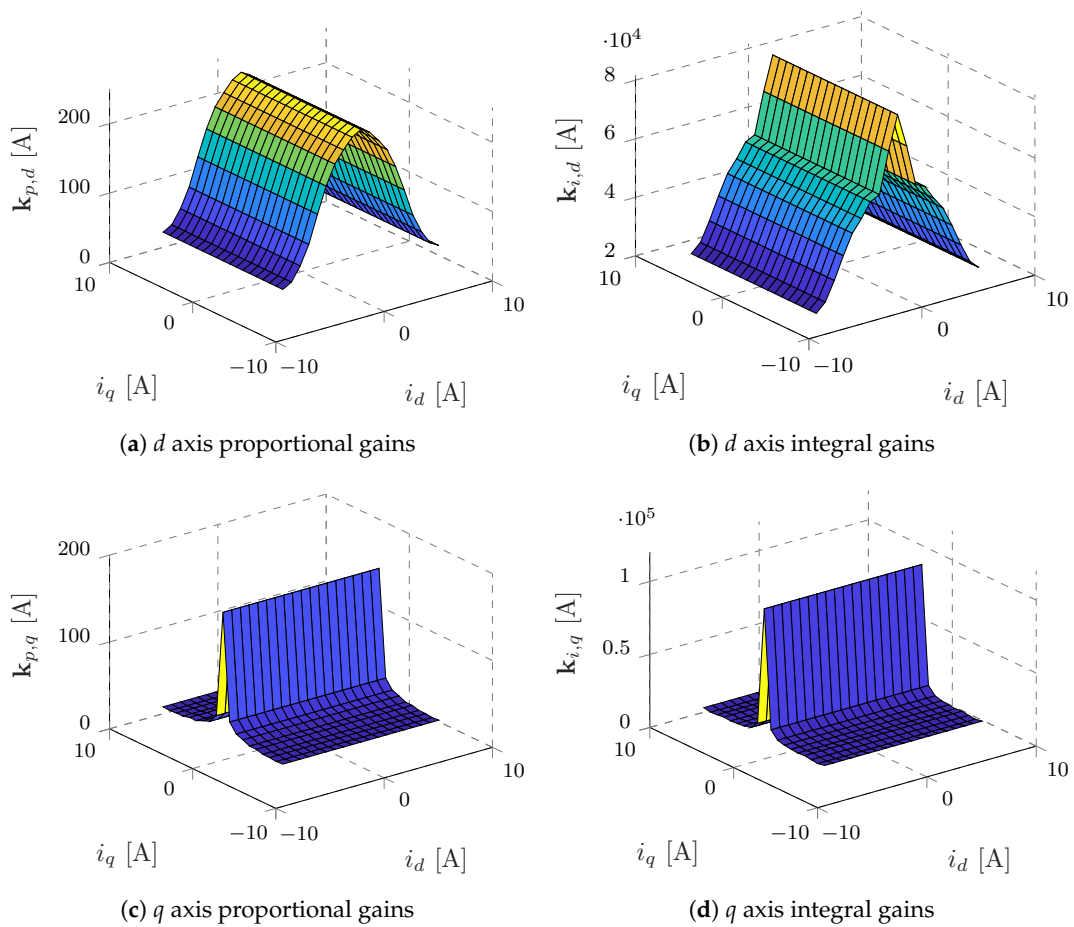 200
100
0
10
0
−10
−10
0
10
k_{p,d} [A]
i_q [A]
i_d [A]
(a) d axis proportional gains
·10^4
8
6
4
2
10
0
−10
−10
0
10
k_{i,d} [A]
i_q [A]
i_d [A]
(b) d axis integral gains
200
100
0
10
0
−10
−10
0
10
k_{p,q} [A]
i_q [A]
i_d [A]
(c) q axis proportional gains
·10^5
1
0.5
0
10
0
−10
−10
0
10
k_{i,q} [A]
i_q [A]
i_d [A]
(d) q axis integral gains